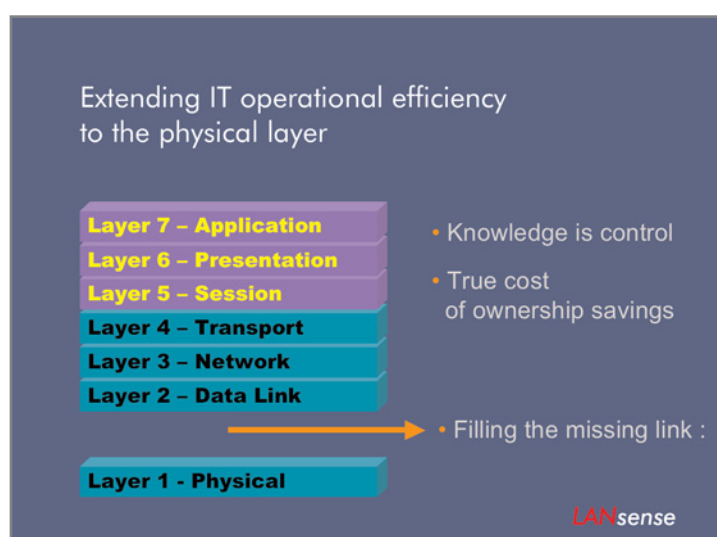 Extending IT operational efficiency
to the physical layer
Layer 7 – Application
Layer 6 – Presentation
Layer 5 – Session
Layer 4 – Transport
Layer 3 – Network
Layer 2 – Data Link
Layer 1 - Physical
• Knowledge is control
• True cost
of ownership savings
• Filling the missing link :
LANsense